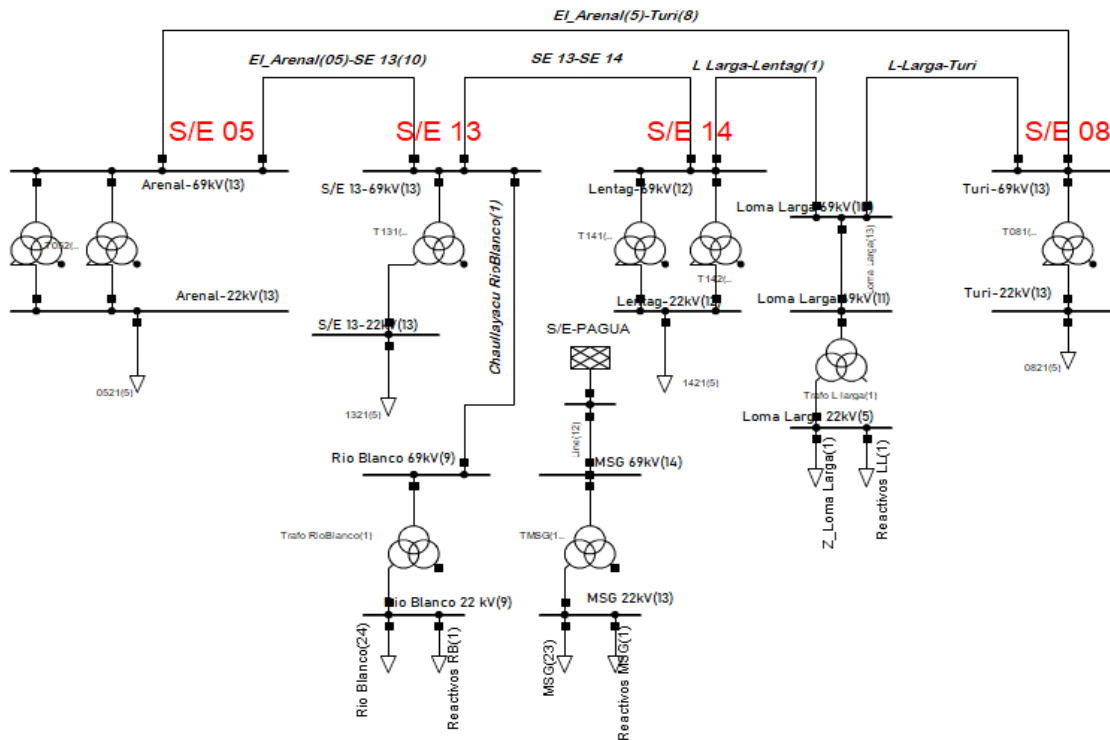 El_Arenal(5)-Turi(8)
El_Arenal(05)-SE 13(10)
SE 13-SE 14
L Larga-Lentag(1)
L-Larga-Turi
S/E 05
S/E 13
S/E 14
S/E 08
Arenal-69kV(13)
S/E 13-69kV(13)
Lentag-69kV(12)
Loma Larga 69kV(10)
Turi-69kV(13)
T052(..
T131(..
T141(..
T142(..
Loma Larga(13)
T081(..
Chaullayacu RioBlanco(1)
Arenal-22kV(13)
S/E 13-22kV(13)
Lentag-22kV(12)
Loma Larga 69kV(11)
Turi-22kV(13)
S/E-PAGUA
0521(5)
1321(5)
1421(5)
Trafo L larga(1)
0821(5)
Loma Larga 22kV(5)
Line(12)
Z_Loma Larga(1)
Reactivos LL(1)
Rio Blanco 69kV(9)
MSG 69kV(14)
Trafo RioBlanco(1)
TMSG(1..
Rio Blanco 22 kV(9)
MSG 22kV(13)
Rio Blanco(24)
Reactivos RB(1)
MSG(23)
Reactivos MSG(1)